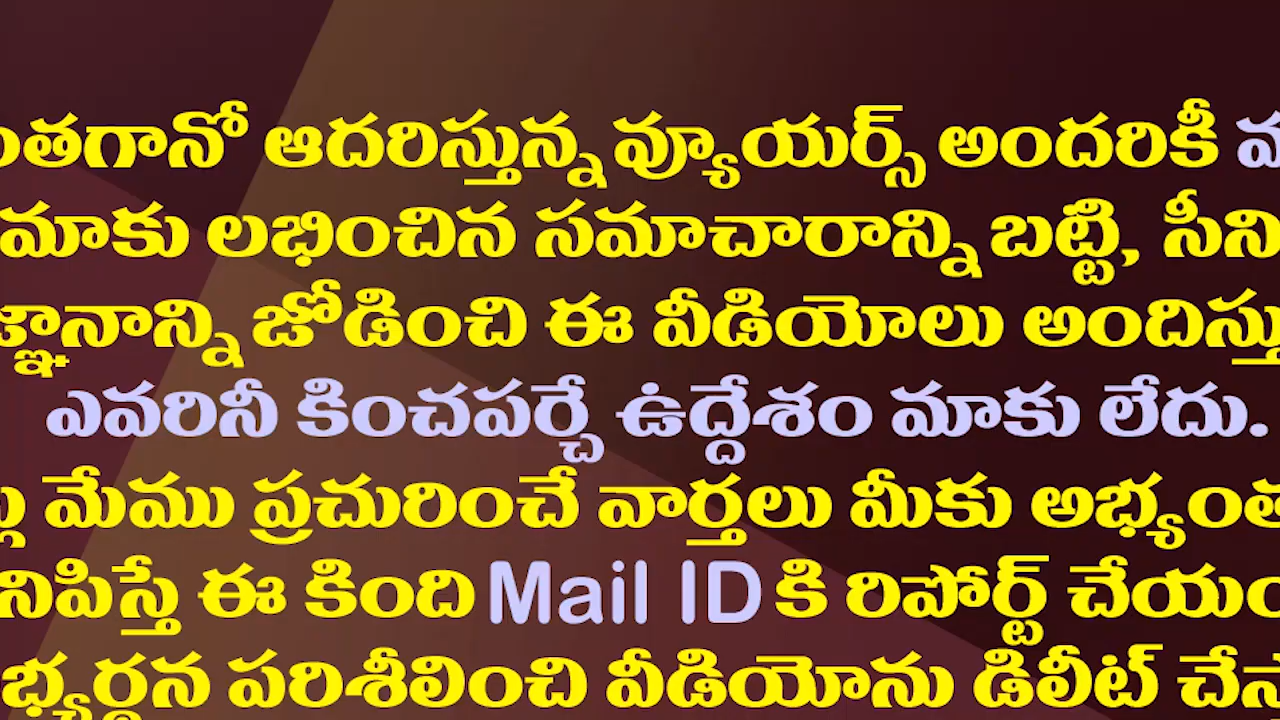 ంతగానో ఆదరిస్తున్న వ్యూయర్స్ అందరికీ
మాకు లభించిన సమాచారాన్ని బట్టి, సీని
జ్ఞానాన్ని జోడించి ఈ వీడియోలు అందిస్తు
ఎవరినీ కించపర్చే ఉద్దేశం మాకు లేదు.
మేము ప్రచురించే వార్తలు మీకు అభ్యంత
నిపిస్తే ఈ కింది Mail ID కి రిపోర్ట్ చేయం
భ్యర్థన పరిశీలించి వీడియోను డిలీట్ చేస